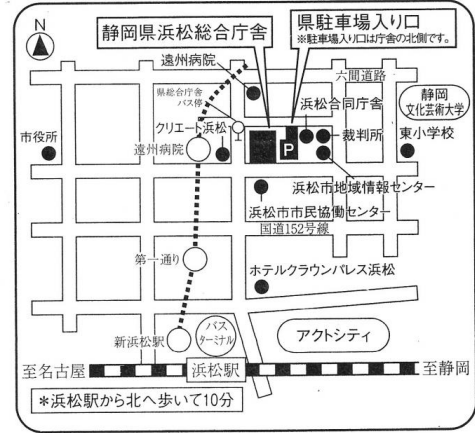 N
静岡県浜松総合庁舎
県駐車場入り口
※駐車場入り口は庁舎の北側です。
遠州病院
六間道路
県総合庁舎
バス停
浜松合同庁舎
静岡
文化芸術大学
クリエート浜松
裁判所
市役所
遠州病院
P
東小学校
浜松市地域情報センター
浜松市市民協働センター
国道152号線
第一通り
ホテルクラウンパレス浜松
新浜松駅
バス
ターミナル
アクトシティ
至名古屋
浜松駅
至静岡
*浜松駅から北へ歩いて10分